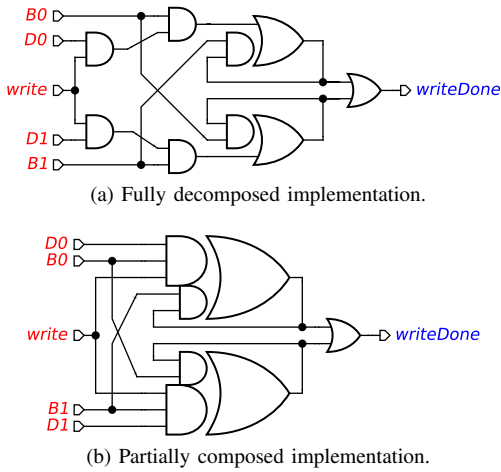 B0
D0
write
writeDone
D1
B1
(a) Fully decomposed implementation.
D0
B0
write
writeDone
B1
D1
(b) Partially composed implementation.